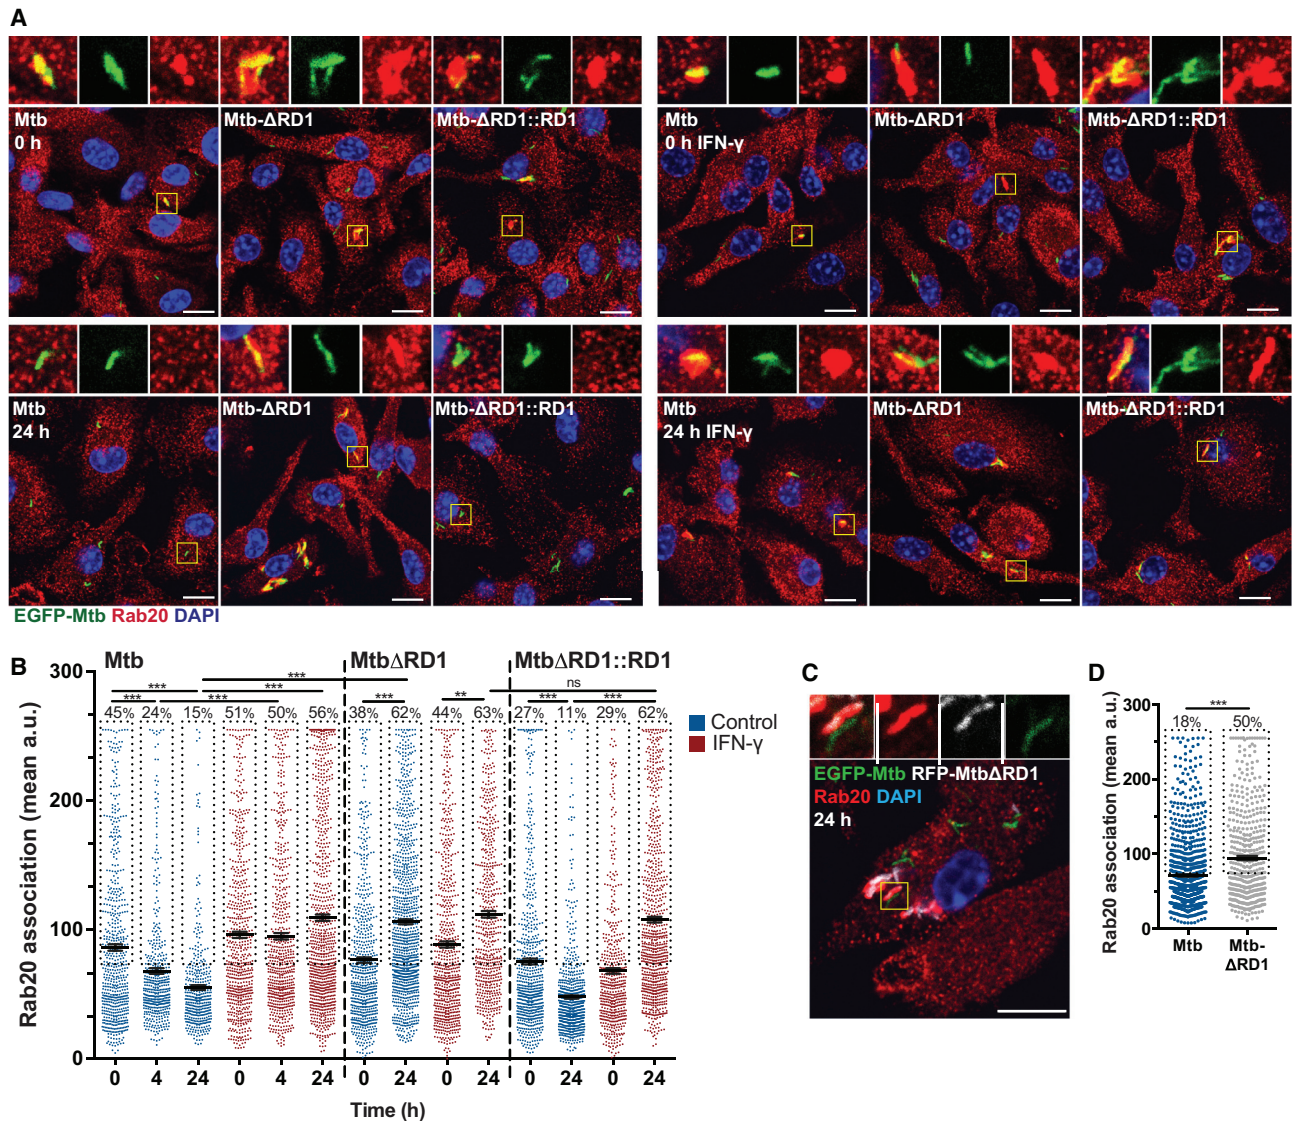 A
Mtb
0 h
Mtb-ΔRD1
Mtb-ΔRD1::RD1
Mtb
0 h IFN-γ
Mtb-ΔRD1
Mtb-ΔRD1::RD1
Mtb
24 h
Mtb-ΔRD1
Mtb-ΔRD1::RD1
Mtb
24 h IFN-γ
Mtb-ΔRD1
Mtb-ΔRD1::RD1
EGFP-Mtb Rab20 DAPI
B
Mtb
MtbΔRD1
MtbΔRD1::RD1
***
*** *** ns
*** *** *** ** *** ***
45% 24% 15% 51% 50% 56% 38% 62% 44% 63% 27% 11% 29% 62%
300
200
100
0
Rab20 association (mean a.u.)
0 4 24 0 4 24 0 24 0 24 0 24 0 24
Time (h)
Control
IFN-γ
C
EGFP-Mtb RFP-MtbΔRD1
Rab20 DAPI
24 h
D
***
18% 50%
300
200
100
0
Rab20 association (mean a.u.)
Mtb Mtb-
ΔRD1